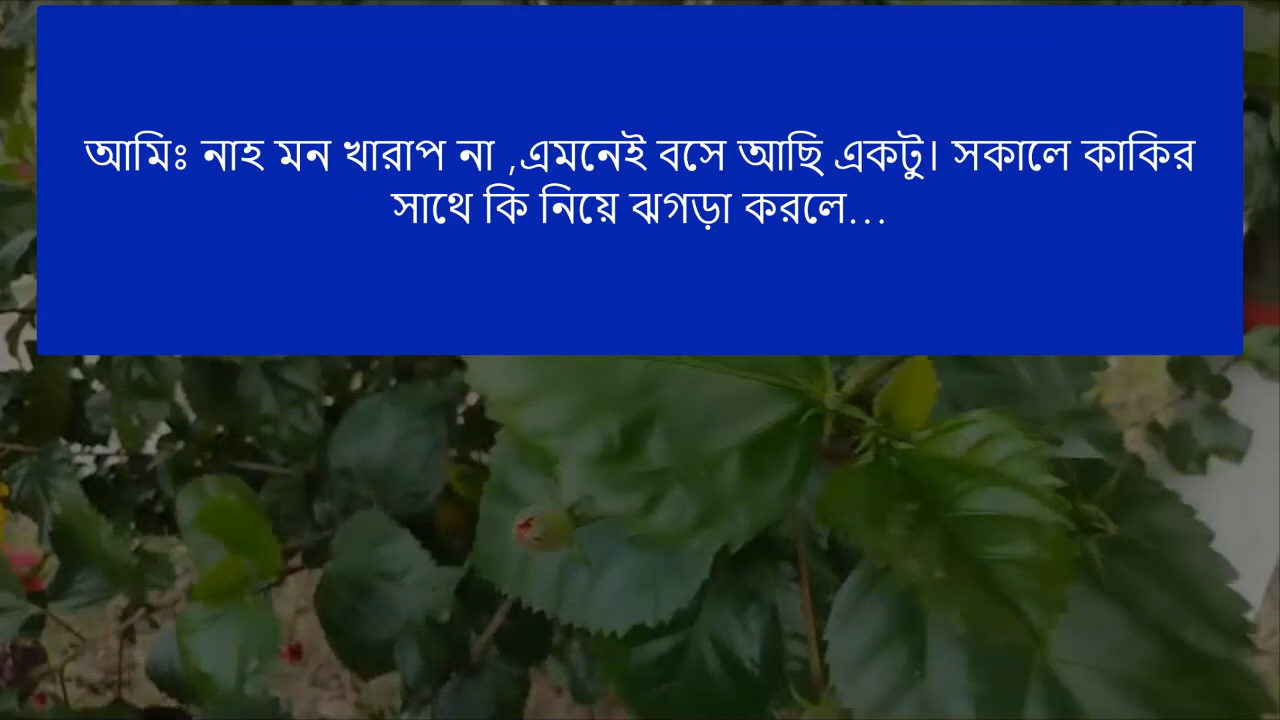 আমিঃ নাহ মন খারাপ না ,এমনেই বসে আছি একটু। সকালে কাকির
সাথে কি নিয়ে ঝগড়া করলে...